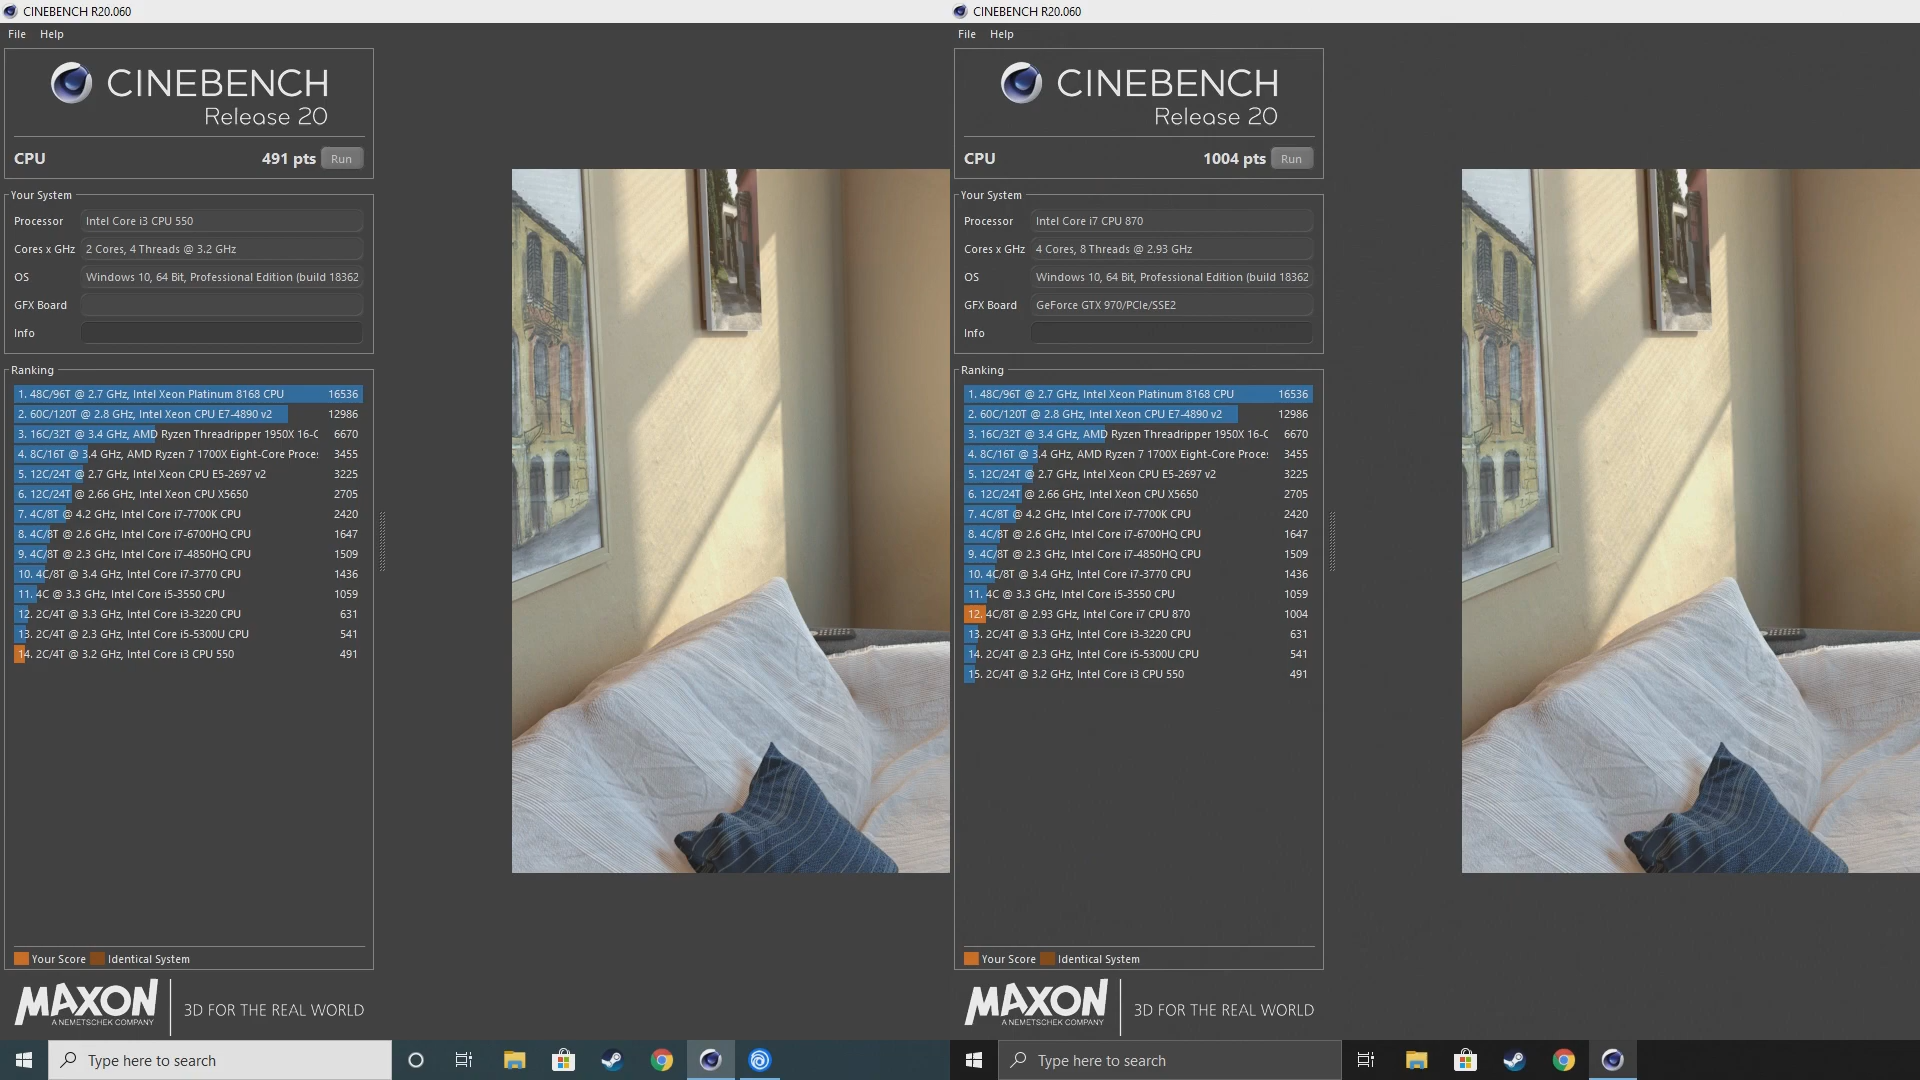 CINEBENCH R20.060
File Help
CINEBENCH
Release 20
CPU 491 pts Run
Your System
Processor Intel Core i3 CPU 550
Cores x GHz 2 Cores, 4 Threads @ 3.2 GHz
OS Windows 10, 64 Bit, Professional Edition (build 18362
GFX Board
Info
Ranking
1. 48C/96T @ 2.7 GHz, Intel Xeon Platinum 8168 CPU 16536
2. 60C/120T @ 2.8 GHz, Intel Xeon CPU E7-4890 v2 12986
3. 16C/32T @ 3.4 GHz, AMD Ryzen Threadripper 1950X 16-C 6670
4. 8C/16T @ 3.4 GHz, AMD Ryzen 7 1700X Eight-Core Proces 3455
5. 12C/24T @ 2.7 GHz, Intel Xeon CPU E5-2697 v2 3225
6. 12C/24T @ 2.66 GHz, Intel Xeon CPU X5650 2705
7. 4C/8T @ 4.2 GHz, Intel Core i7-7700K CPU 2420
8. 4C/8T @ 2.6 GHz, Intel Core i7-6700HQ CPU 1647
9. 4C/8T @ 2.3 GHz, Intel Core i7-4850HQ CPU 1509
10. 4C/8T @ 3.4 GHz, Intel Core i7-3770 CPU 1436
11. 4C @ 3.3 GHz, Intel Core i5-3550 CPU 1059
12. 2C/4T @ 3.3 GHz, Intel Core i3-3220 CPU 631
13. 2C/4T @ 2.3 GHz, Intel Core i5-5300U CPU 541
14. 2C/4T @ 3.2 GHz, Intel Core i3 CPU 550 491
Your Score Identical System
MAXON
A NEMETSCHEK COMPANY
3D FOR THE REAL WORLD
Type here to search
CINEBENCH R20.060
File Help
CINEBENCH
Release 20
CPU 1004 pts Run
Your System
Processor Intel Core i7 CPU 870
Cores x GHz 4 Cores, 8 Threads @ 2.93 GHz
OS Windows 10, 64 Bit, Professional Edition (build 18362
GFX Board GeForce GTX 970/PCIe/SSE2
Info
Ranking
1. 48C/96T @ 2.7 GHz, Intel Xeon Platinum 8168 CPU 16536
2. 60C/120T @ 2.8 GHz, Intel Xeon CPU E7-4890 v2 12986
3. 16C/32T @ 3.4 GHz, AMD Ryzen Threadripper 1950X 16-C 6670
4. 8C/16T @ 3.4 GHz, AMD Ryzen 7 1700X Eight-Core Proces 3455
5. 12C/24T @ 2.7 GHz, Intel Xeon CPU E5-2697 v2 3225
6. 12C/24T @ 2.66 GHz, Intel Xeon CPU X5650 2705
7. 4C/8T @ 4.2 GHz, Intel Core i7-7700K CPU 2420
8. 4C/8T @ 2.6 GHz, Intel Core i7-6700HQ CPU 1647
9. 4C/8T @ 2.3 GHz, Intel Core i7-4850HQ CPU 1509
10. 4C/8T @ 3.4 GHz, Intel Core i7-3770 CPU 1436
11. 4C @ 3.3 GHz, Intel Core i5-3550 CPU 1059
12. 4C/8T @ 2.93 GHz, Intel Core i7 CPU 870 1004
13. 2C/4T @ 3.3 GHz, Intel Core i3-3220 CPU 631
14. 2C/4T @ 2.3 GHz, Intel Core i5-5300U CPU 541
15. 2C/4T @ 3.2 GHz, Intel Core i3 CPU 550 491
Your Score Identical System
MAXON
A NEMETSCHEK COMPANY
3D FOR THE REAL WORLD
Type here to search